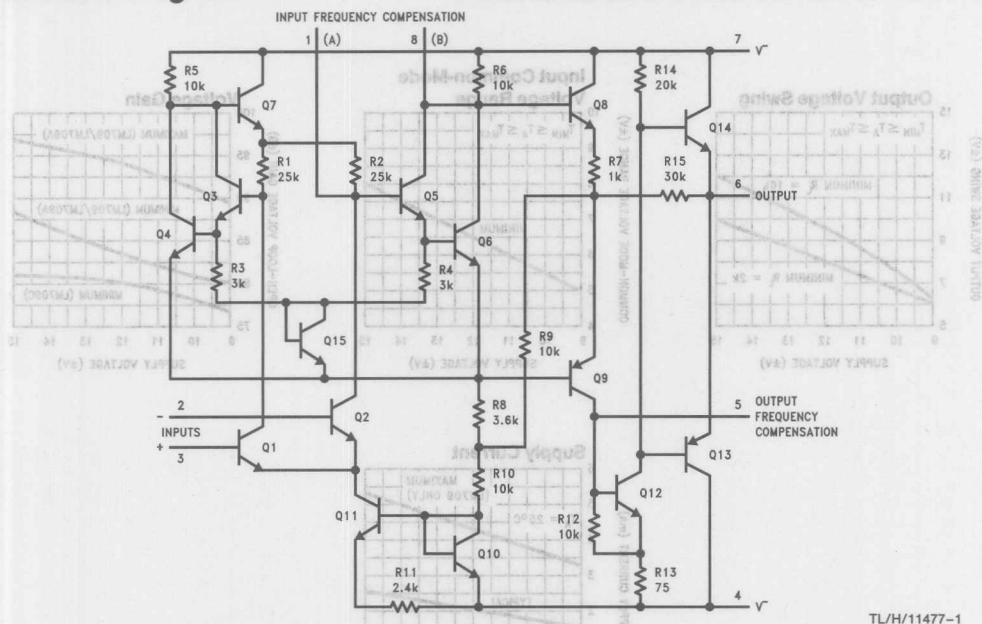 INPUT FREQUENCY COMPENSATION
1 (A)
8 (B)
7 V-
R5
10k
Q7
R6
10k
Q8
R14
20k
Q14
R1
25k
R2
25k
R7
1k
R15
30k
6
OUTPUT
Q3
Q5
Q4
Q6
R3
3k
R4
3k
Q15
R9
10k
Q9
5 OUTPUT
FREQUENCY
COMPENSATION
- 2
INPUTS
+ 3
Q2
Q1
R8
3.6k
R10
10k
Q13
Q12
Q11
Q10
R12
10k
R13
75
R11
2.4k
4 V-
TL/H/11477-1